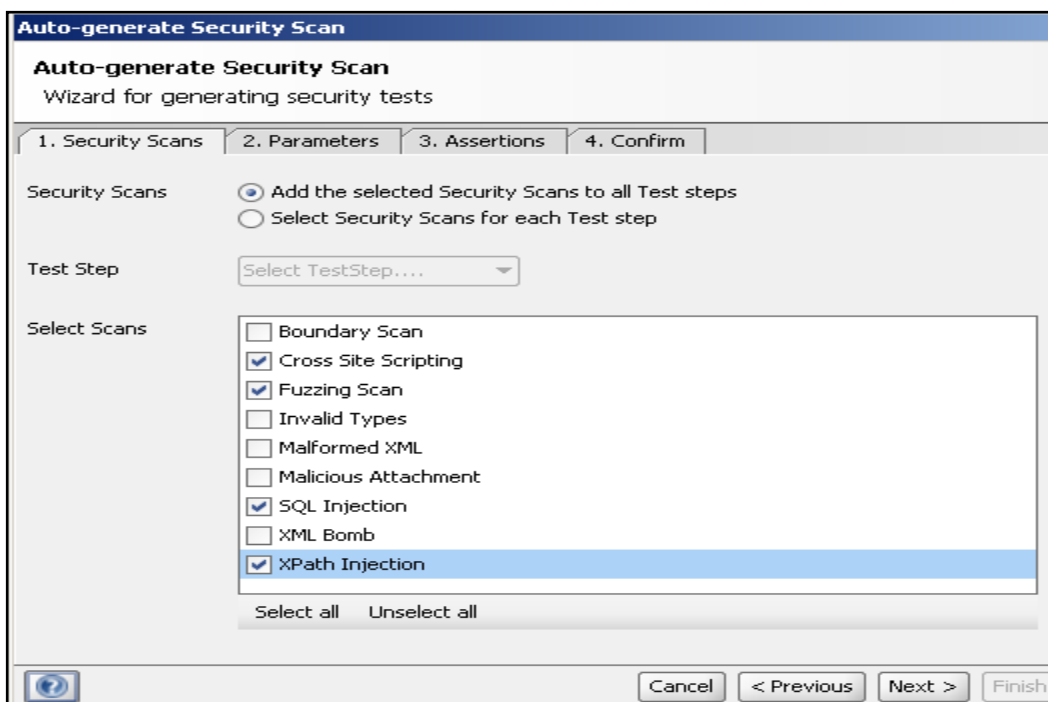 Auto-generate Security Scan
Auto-generate Security Scan
Wizard for generating security tests
1. Security Scans 2. Parameters 3. Assertions 4. Confirm
Security Scans Add the selected Security Scans to all Test steps
Select Security Scans for each Test step
Test Step Select TestStep....
Select Scans Boundary Scan
Cross Site Scripting
Fuzzing Scan
Invalid Types
Malformed XML
Malicious Attachment
SQL Injection
XML Bomb
XPath Injection
Select all Unselect all
? Cancel < Previous Next > Finish